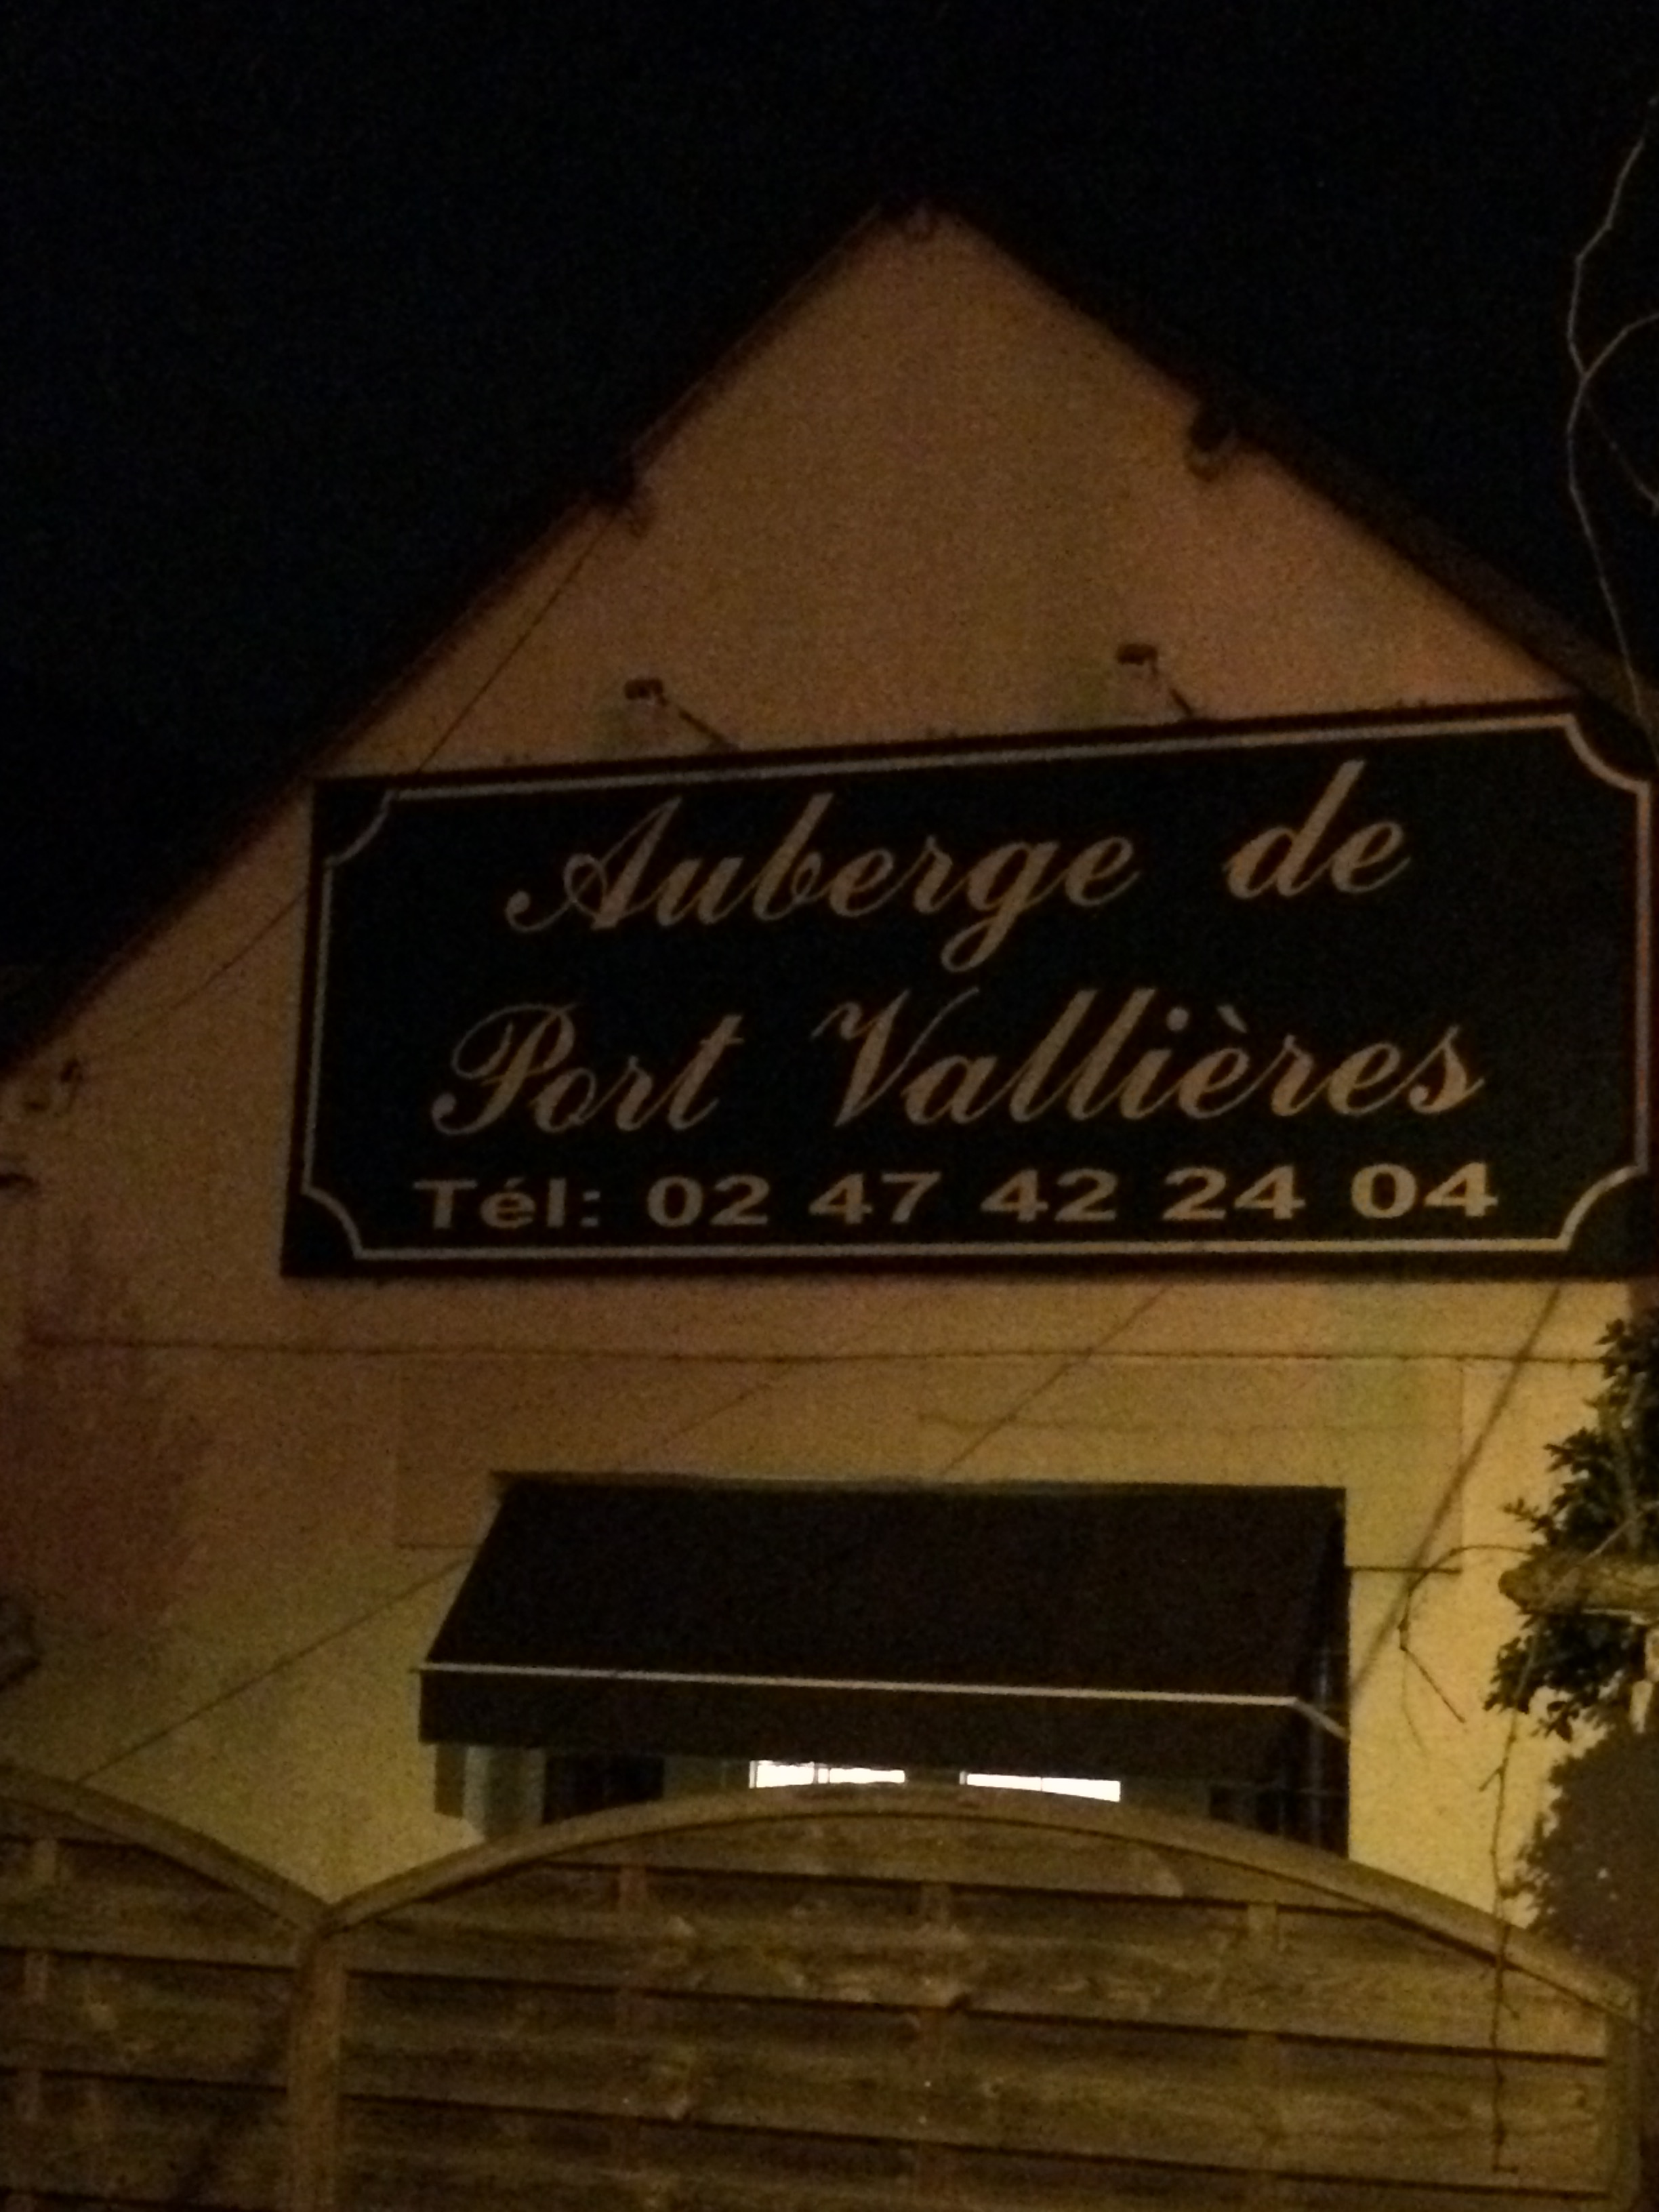 Auberge de
Port Vallières
Tél: 02 47 42 24 04